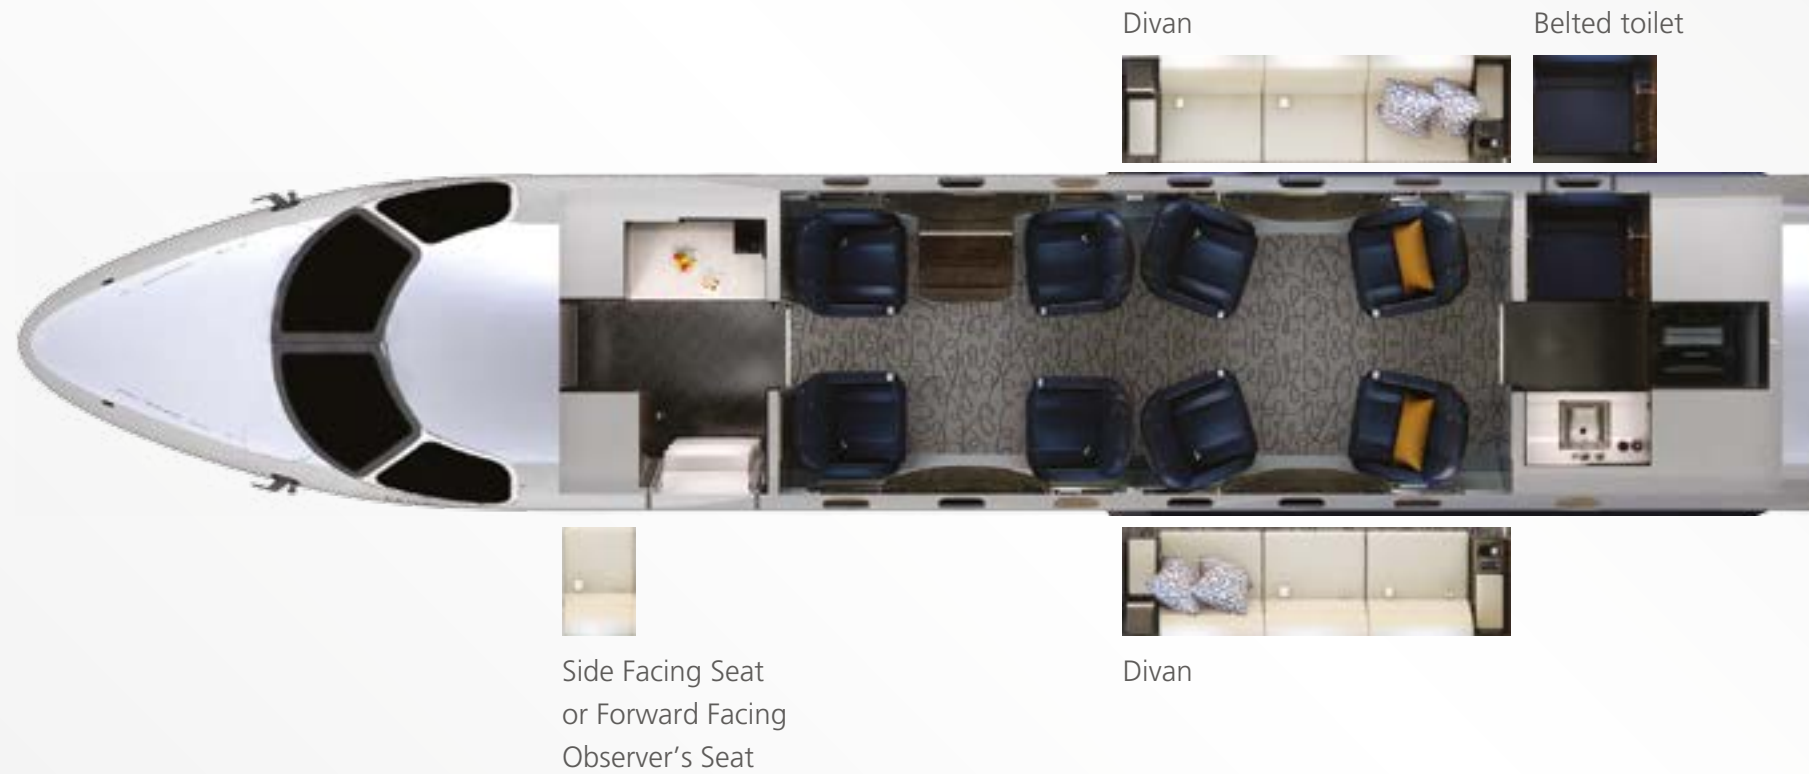 Divan
Belted toilet
Side Facing Seat
or Forward Facing
Observer’s Seat
Divan